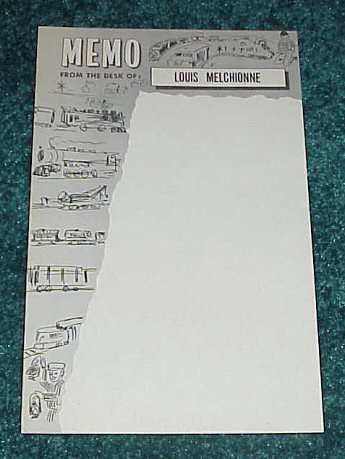 MEMO
FROM THE DESK OF:
LOUIS MELCHIONNE